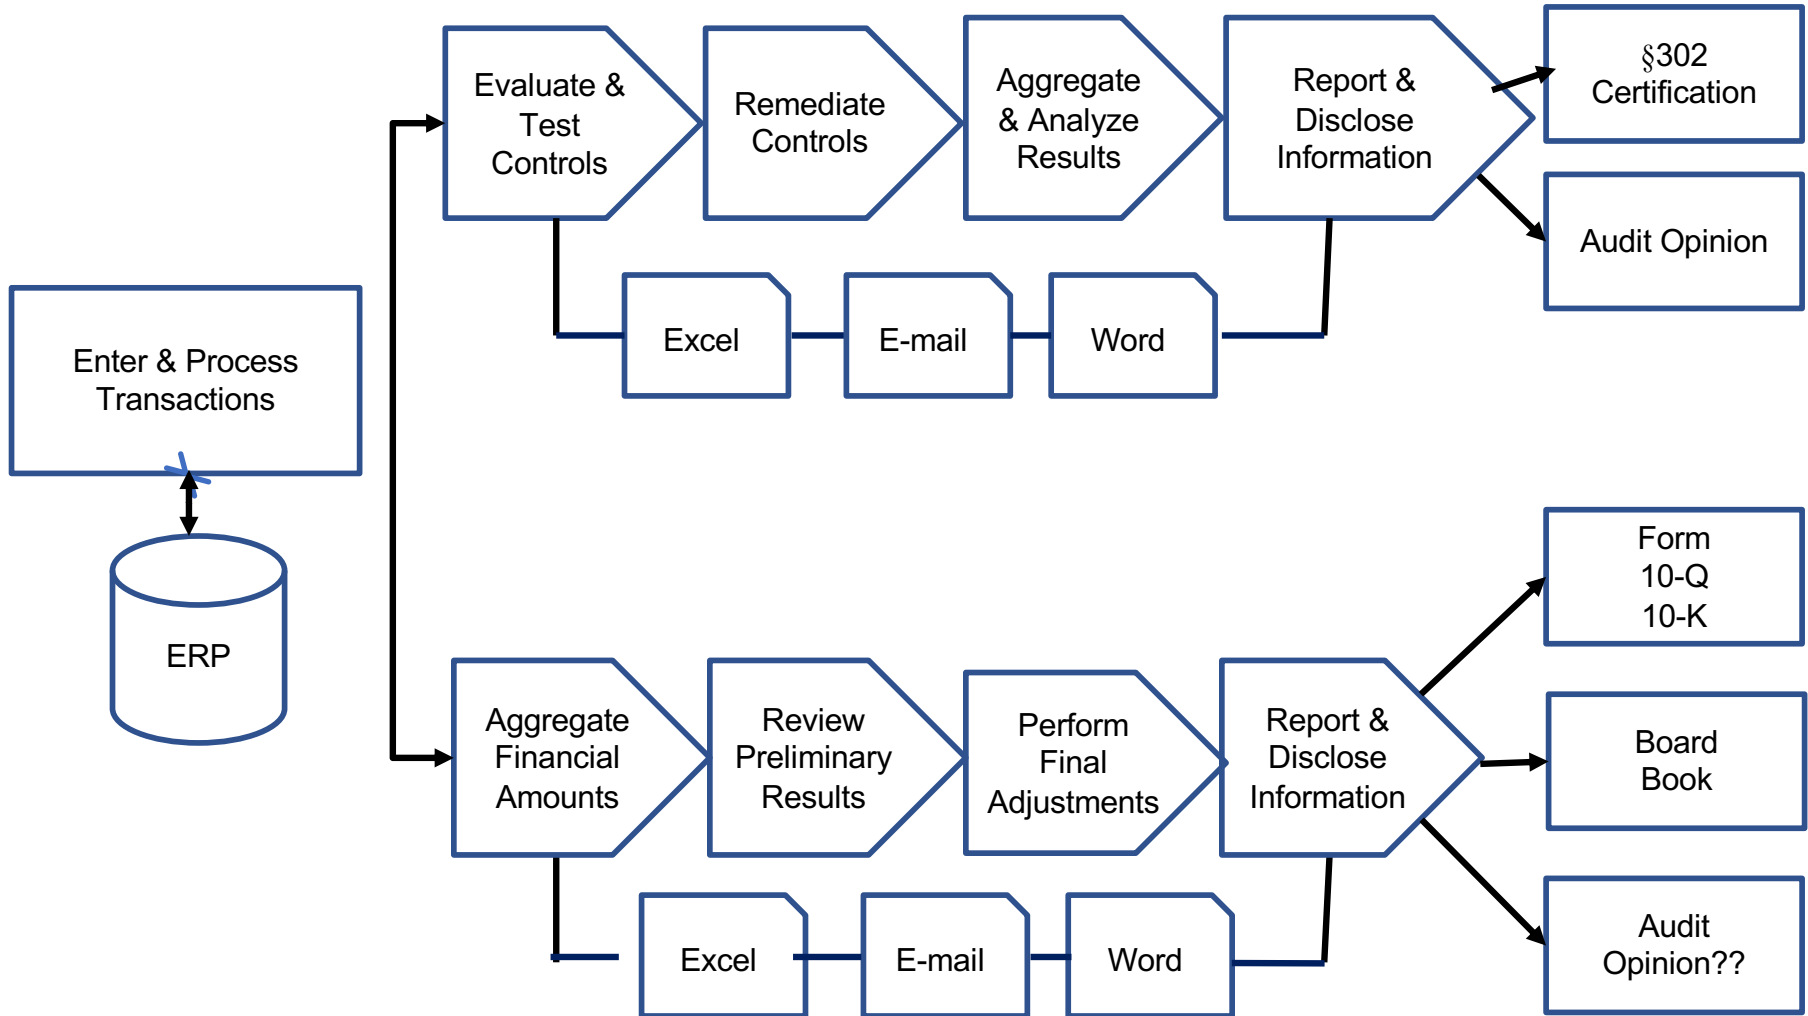 Evaluate &
Test
Controls
Remediate
Controls
Aggregate
& Analyze
Results
Report &
Disclose
Information
§302
Certification
Audit Opinion
Excel
E-mail
Word
Enter & Process
Transactions
ERP
Aggregate
Financial
Amounts
Review
Preliminary
Results
Perform
Final
Adjustments
Report &
Disclose
Information
Form
10-Q
10-K
Board
Book
Audit
Opinion??
Excel
E-mail
Word